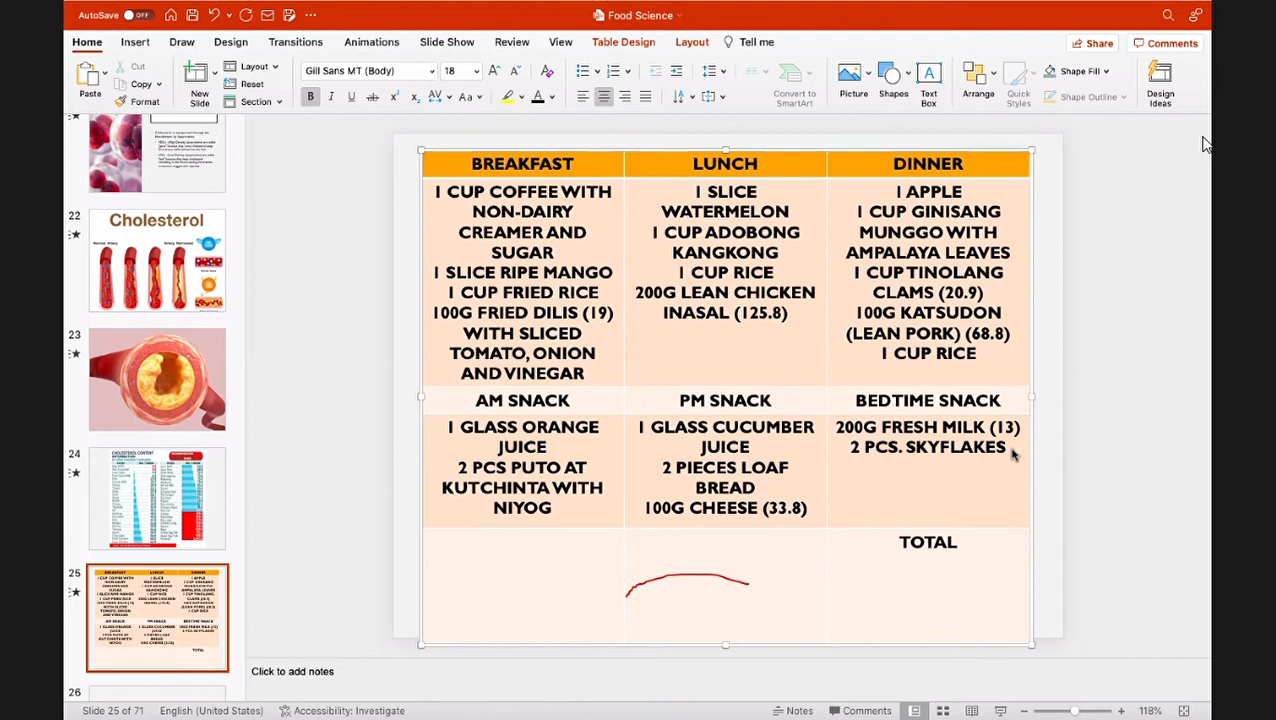 AutoSave OFF
Food Science
Home Insert Draw Design Transitions Animations Slide Show Review View Table Design Layout Tell me
Share Comments
Paste
Cut
Copy
Format
New
Slide
Layout
Reset
Section
Gill Sans MT (Body)
B I U ab
Convert to
SmartArt
Picture
Shapes
Text
Box
Arrange
Quick
Styles
Shape Fill
Shape Outline
Design
Ideas
22
Cholesterol
23
24
25
26
BREAKFAST
1 CUP COFFEE WITH
NON-DAIRY
CREAMER AND
SUGAR
1 SLICE RIPE MANGO
1 CUP FRIED RICE
100G FRIED DILIS (19)
WITH SLICED
TOMATO, ONION
AND VINEGAR
LUNCH
1 SLICE
WATERMELON
1 CUP ADOBONG
KANGKONG
1 CUP RICE
200G LEAN CHICKEN
INASAL (125.8)
DINNER
1 APPLE
1 CUP GINISANG
MUNGGO WITH
AMPALAYA LEAVES
1 CUP TINOLANG
CLAMS (20.9)
100G KATSUDON
(LEAN PORK) (68.8)
1 CUP RICE
AM SNACK
1 GLASS ORANGE
JUICE
2 PCS PUTO AT
KUTCHINTA WITH
NIYOG
PM SNACK
1 GLASS CUCUMBER
JUICE
2 PIECES LOAF
BREAD
100G CHEESE (33.8)
BEDTIME SNACK
200G FRESH MILK (13)
2 PCS. SKYFLAKES
TOTAL
Click to add notes
Slide 25 of 71 English (United States) Accessibility: Investigate
Notes Comments 118%